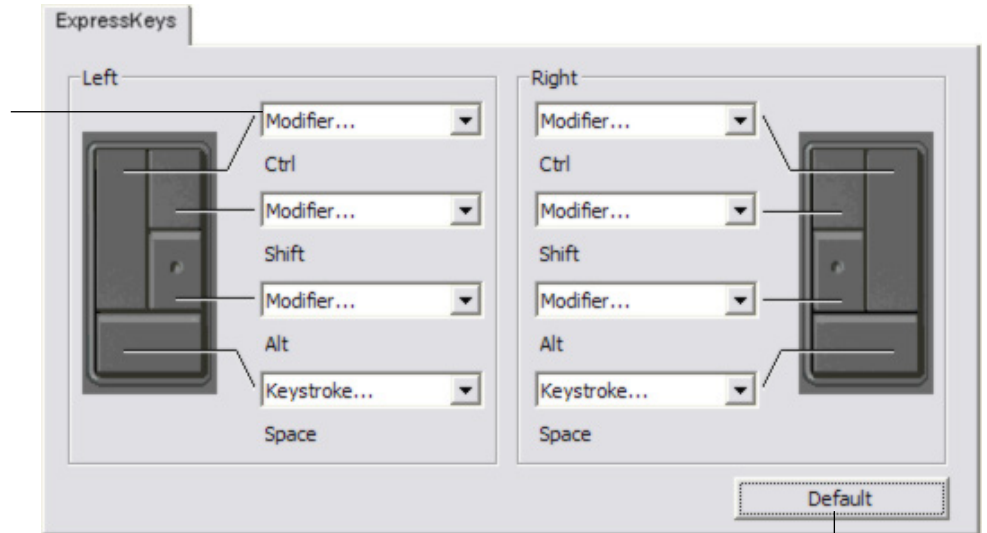 ExpressKeys
Left
Modifier...
Ctrl
Modifier...
Shift
Modifier...
Alt
Keystroke...
Space
Right
Modifier...
Ctrl
Modifier...
Shift
Modifier...
Alt
Keystroke...
Space
Default